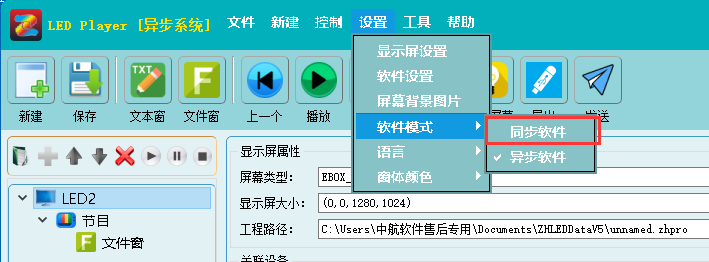 LED Player [异步系统] 文件 新建 控制 设置 工具 帮助
显示屏设置
软件设置
屏幕背景图片
软件模式
语言
窗体颜色
同步软件
异步软件
TXT
新建 保存 文本窗 文件窗 上一个 播放 发送
LED2
节目
文件窗
显示屏属性
屏幕类型: EBOX_
显示屏大小: (0,0,1280,1024)
工程路径: C:\Users\中航软件售后专用\Documents\ZHLEDDataV5\unnamed.zhpro
关联设备